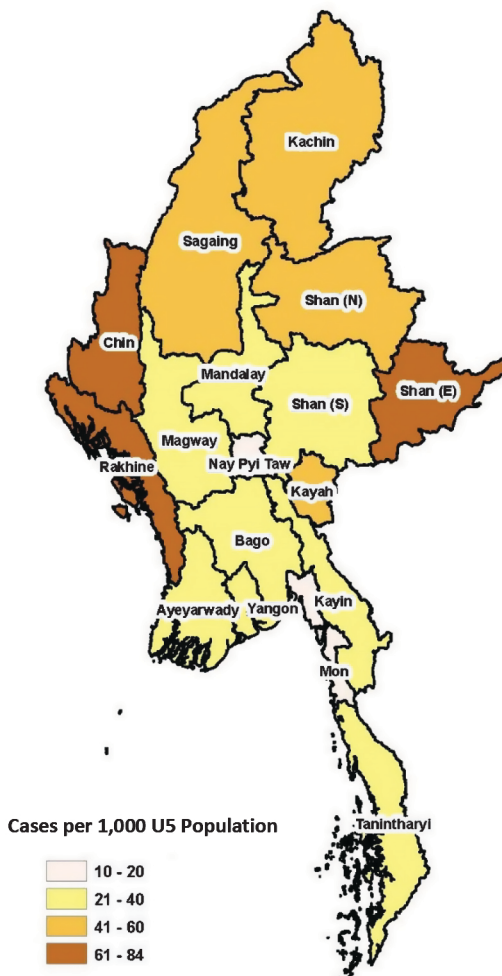 Kachin
Sagaing
Shan (N)
Chin
Mandalay
Shan (E)
Shan (S)
Magway
Rakhine
Nay Pyi Taw
Kayah
Bago
Ayeyarwady
Yangon
Kayin
Mon
Cases per 1,000 U5 Population
Tanintharyi
10 - 20
21 - 40
41 - 60
61 - 84